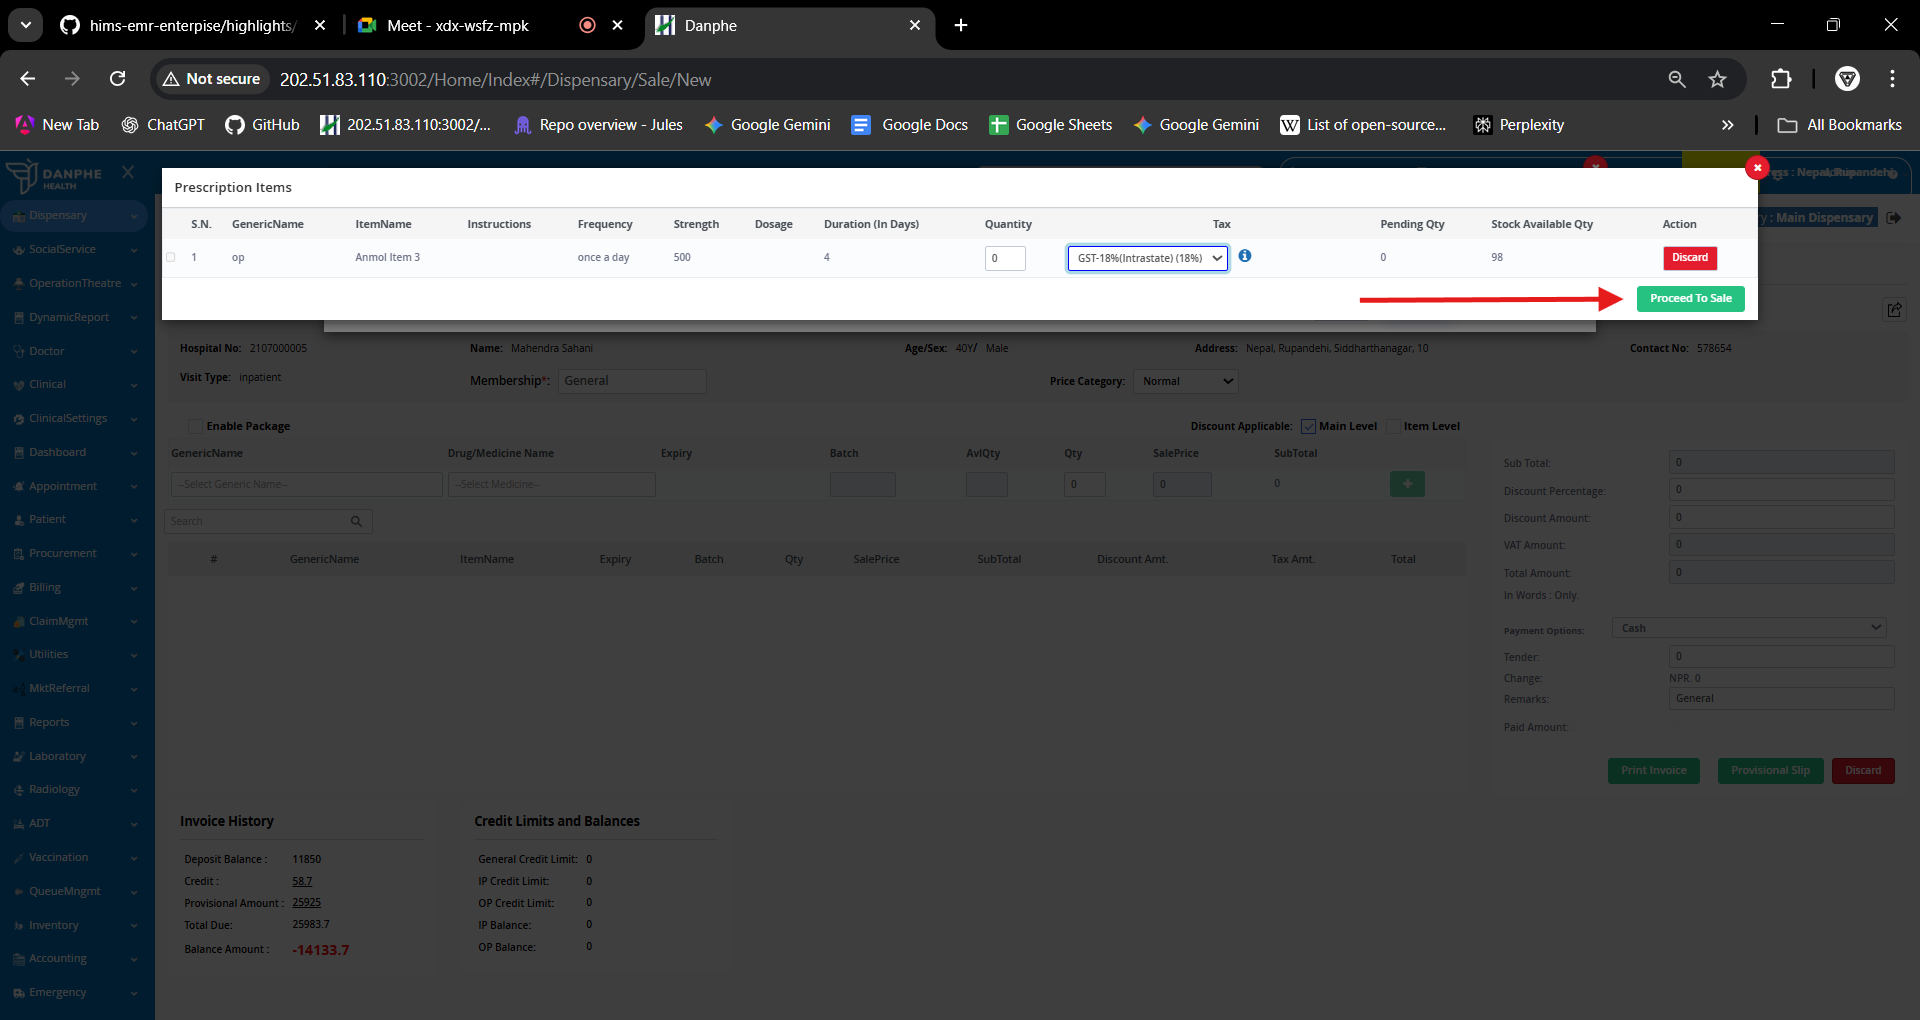 hims-emr-enterpise/highlights/
Meet - xdx-wsfz-mpk
Danphe
Not secure
202.51.83.110:3002/Home/Index#/Dispensary/Sale/New
New Tab
ChatGPT
GitHub
202.51.83.110:3002/...
Repo overview - Jules
Google Gemini
Google Docs
Google Sheets
Google Gemini
List of open-source...
Perplexity
All Bookmarks
DANPHE
HEALTH
Prescription Items
: Main Dispensary
S.N. GenericName ItemName Instructions Frequency Strength Dosage Duration (In Days) Quantity Tax Pending Qty Stock Available Qty Action
1 op Anmol Item 3 once a day 500 4 0 GST-18%(Intrastate) (18%) 0 98 Discard
Proceed To Sale
Dispensary
SocialService
OperationTheatre
DynamicReport
Doctor
Clinical
ClinicalSettings
Dashboard
Appointment
Patient
Procurement
Billing
ClaimMgmt
Utilities
MktReferral
Reports
Laboratory
Radiology
ADT
Vaccination
QueueMngmt
Inventory
Accounting
Emergency
Hospital No: 2107000005 Name: Mahendra Sahani Age/Sex: 40Y/ Male Address: Nepal, Rupandehi, Siddharthanagar, 10 Contact No: 578654
Visit Type: inpatient Membership*: General Price Category: Normal
Enable Package Discount Applicable: Main Level Item Level
GenericName Drug/Medicine Name Expiry Batch AvlQty Qty SalePrice SubTotal
--Select Generic Name-- --Select Medicine-- 0 0 0 +
Search
# GenericName ItemName Expiry Batch Qty SalePrice SubTotal Discount Amt. Tax Amt. Total
Sub Total: 0
Discount Percentage: 0
Discount Amount: 0
VAT Amount: 0
Total Amount: 0
In Words : Only.
Payment Options: Cash
Tender: 0
Change: NPR. 0
Remarks: General
Paid Amount:
Print Invoice Provisional Slip Discard
Invoice History
Deposit Balance : 11850
Credit : 58.7
Provisional Amount : 25925
Total Due: 25983.7
Balance Amount : -14133.7
Credit Limits and Balances
General Credit Limit: 0
IP Credit Limit: 0
OP Credit Limit: 0
IP Balance: 0
OP Balance: 0